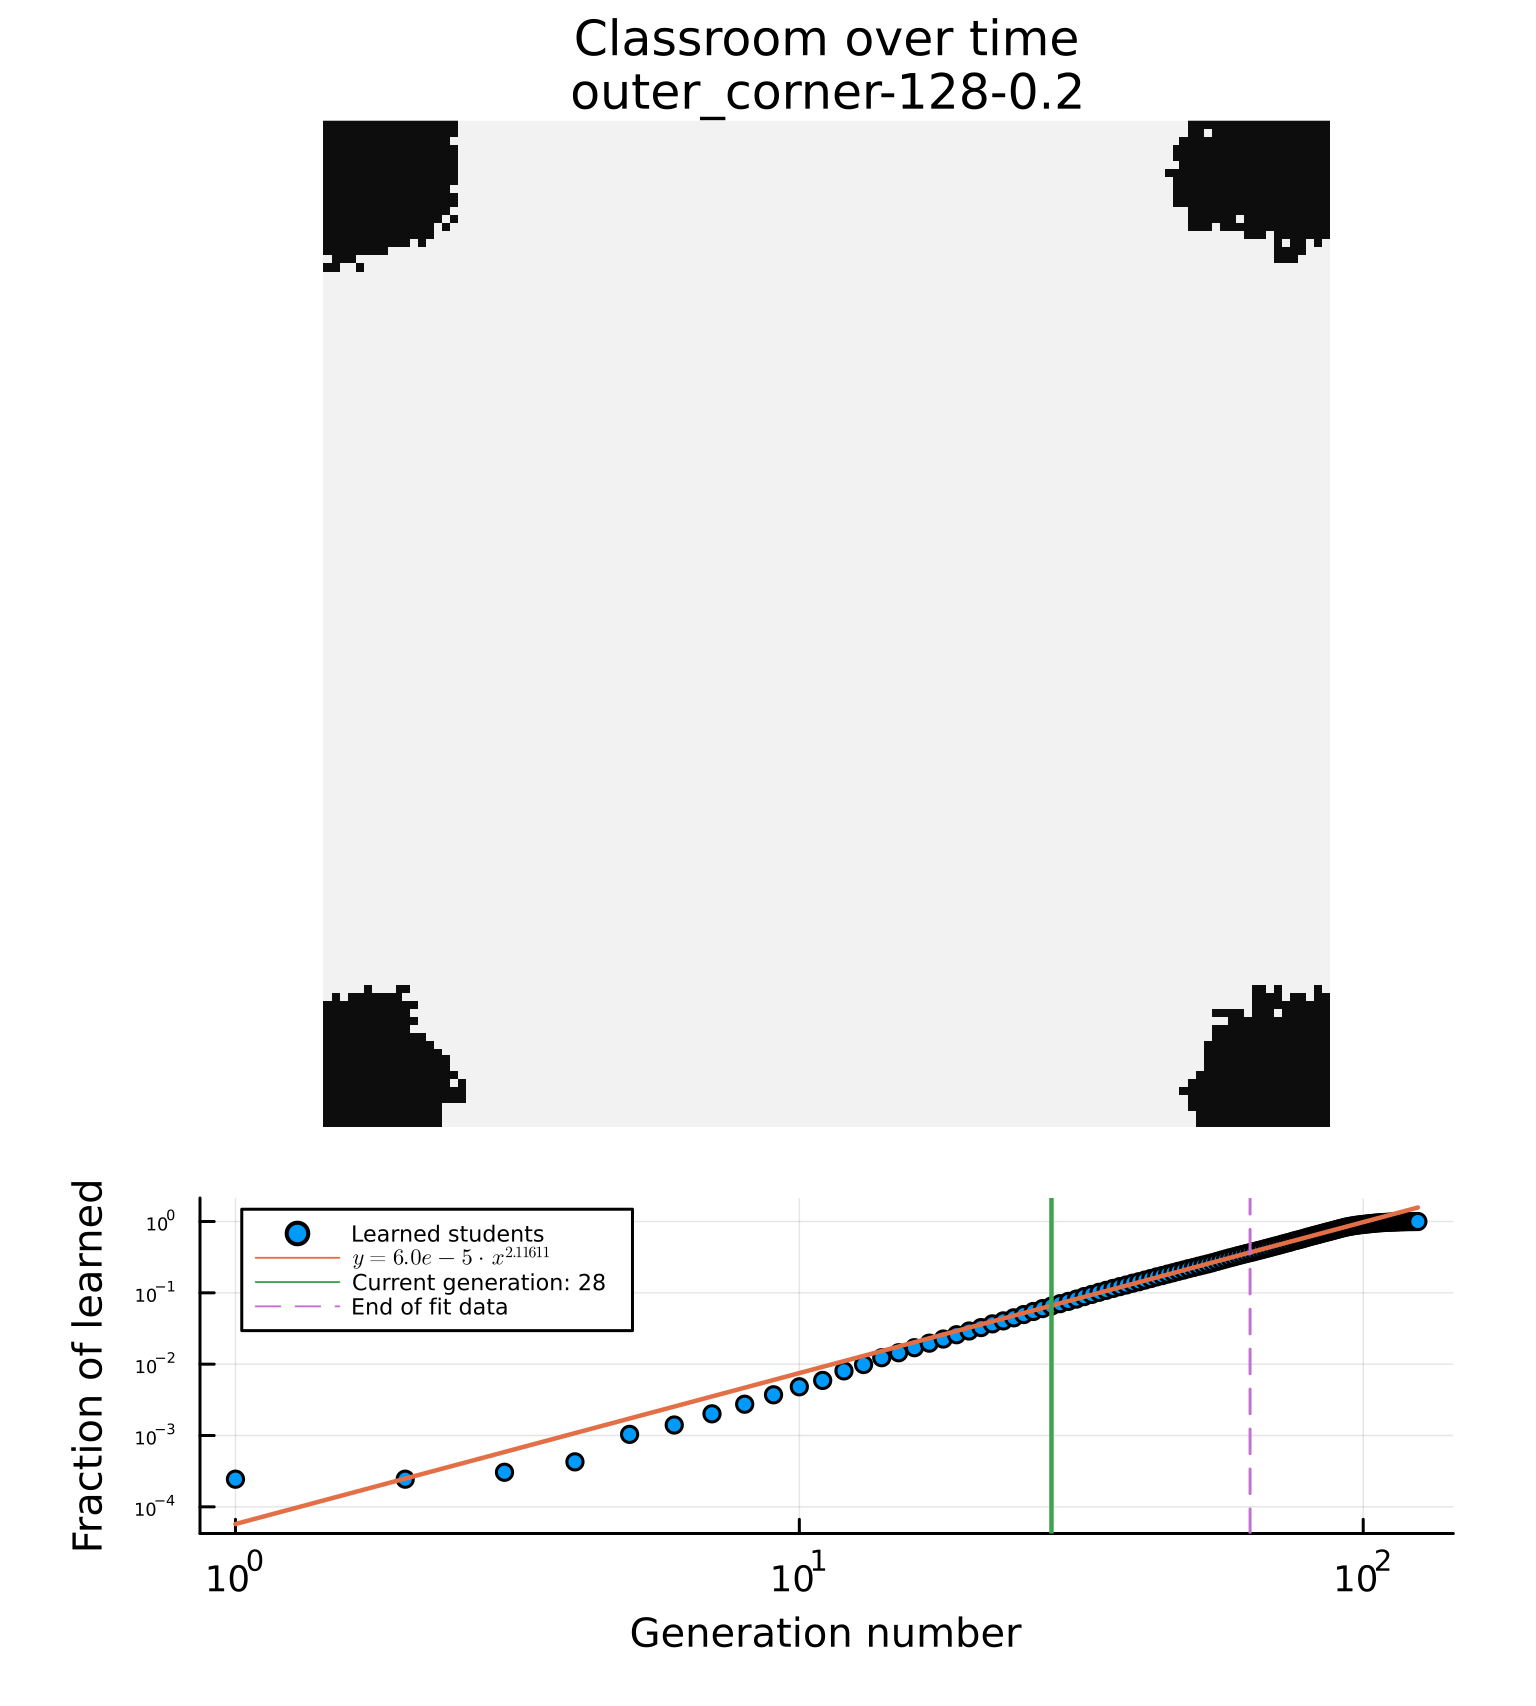 Classroom over time
outer_corner-128-0.2
Fraction of learned
10^0
10^-1
10^-2
10^-3
10^-4
Learned students
y = 6.0e − 5 · x^2.11611
Current generation: 28
End of fit data
10^0 10^1 10^2
Generation number